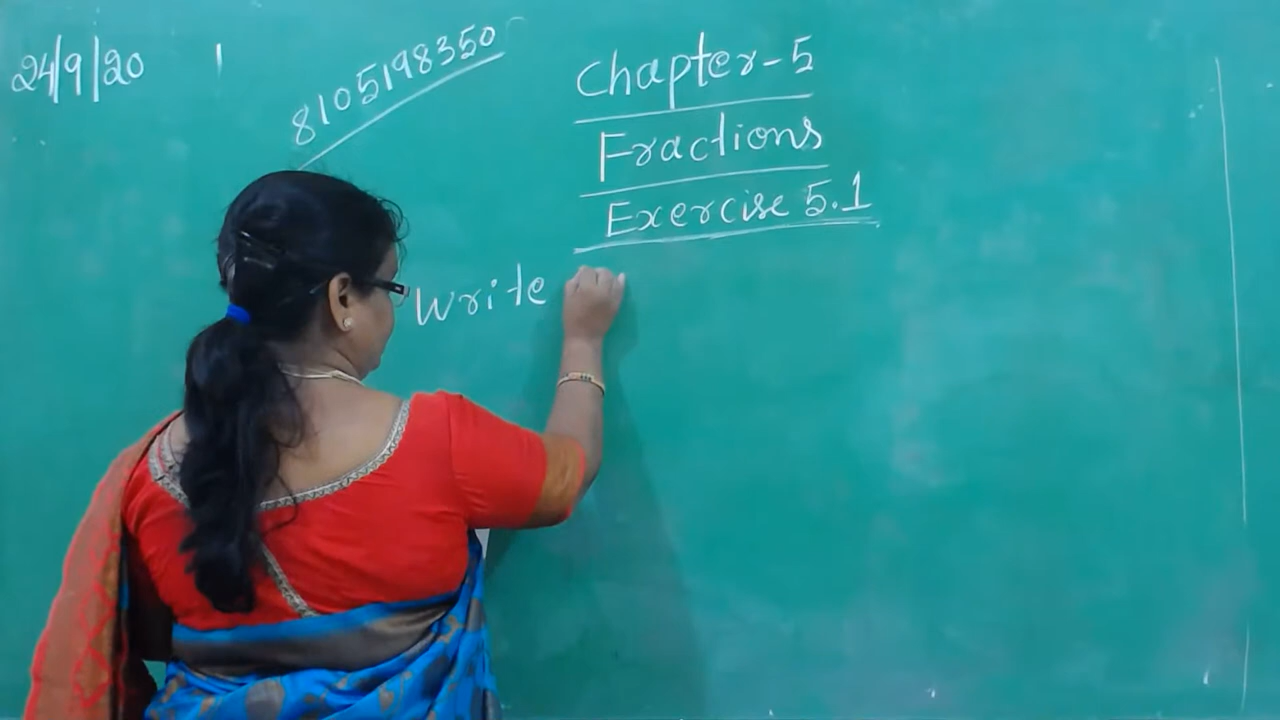 24/9/20
8105198350
Chapter-5
Fractions
Exercise 5.1
Write